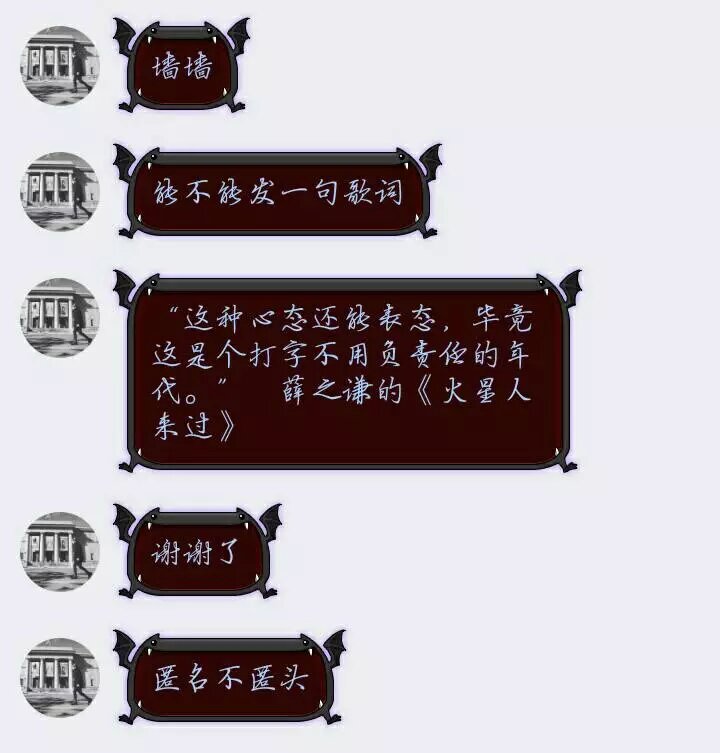 墙墙
能不能发一句歌词
“这种心态还能表态，毕竟
这是个打字不用负责任的年
代。” 薛之谦的《火星人
来过》
谢谢了
匿名不匿头